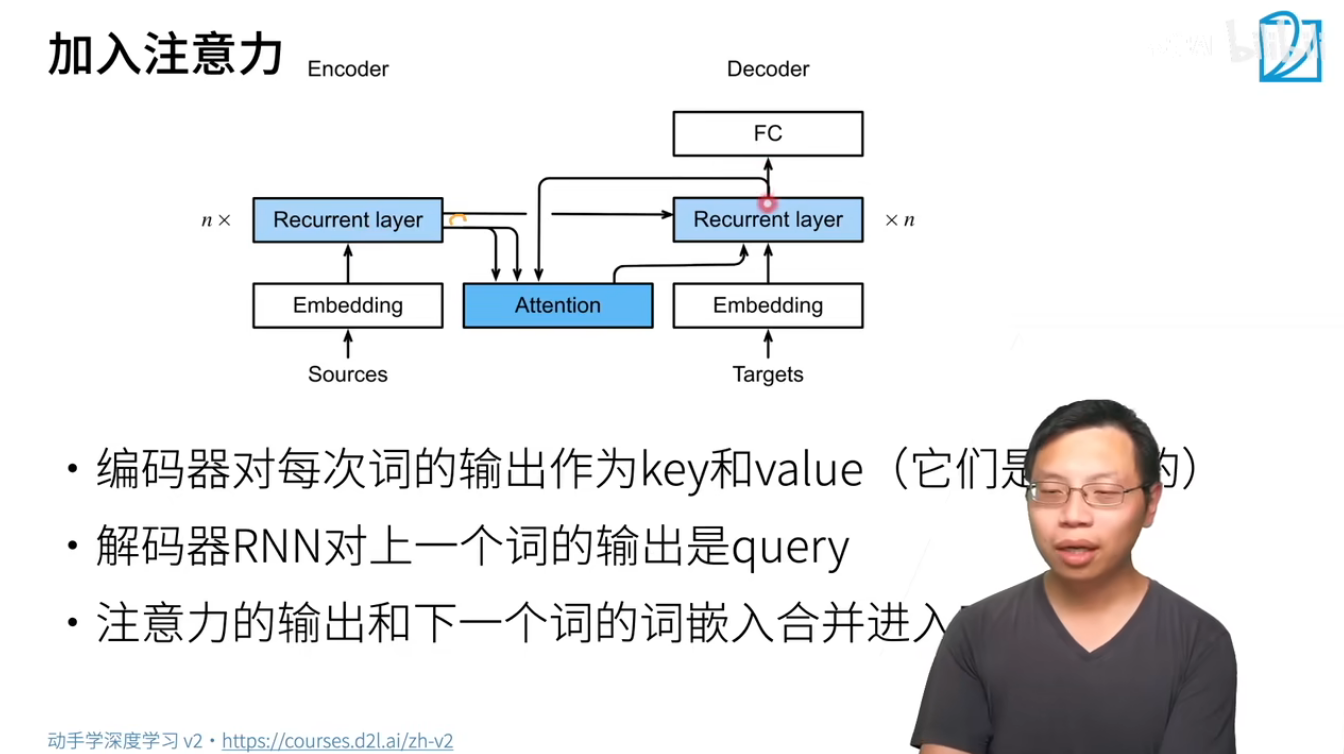 加入注意力
Encoder
Decoder
FC
n ×
Recurrent layer
Recurrent layer
× n
Embedding
Attention
Embedding
Sources
Targets
• 编码器对每次词的输出作为key和value（它们是 的）
• 解码器RNN对上一个词的输出是query
• 注意力的输出和下一个词的词嵌入合并进入
动手学深度学习 v2 • https://courses.d2l.ai/zh-v2
bilibili